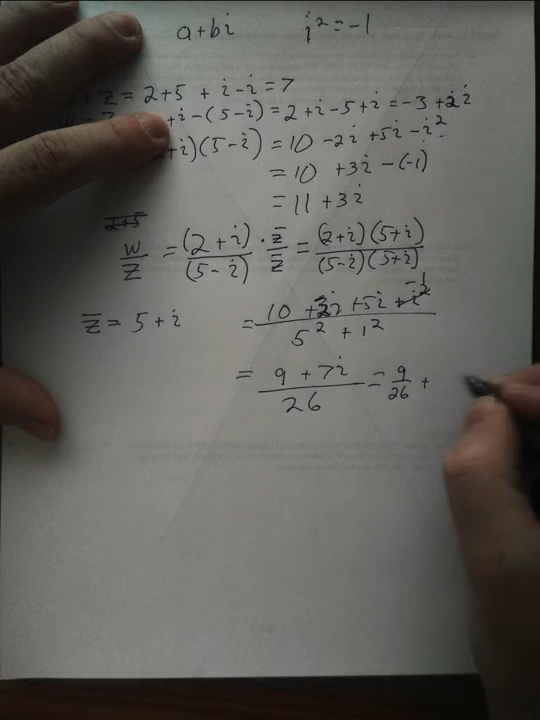 a+bi i² = -1
+ z = 2+5 + i-i = 7
+i-(5-i) = 2+i-5+i = -3+2i
+i)(5-i) = 10 -2i +5i -i²
= 10 +3i -(-1)
= 11 +3i
w/z = (2+i)/(5-i) · z̄/z̄ = (2+i)(5+i)/(5-i)(5+i)
z̄ = 5+i = 10 +2i +5i -1/5² + 1²
= 9 + 7i/26 = 9/26 +